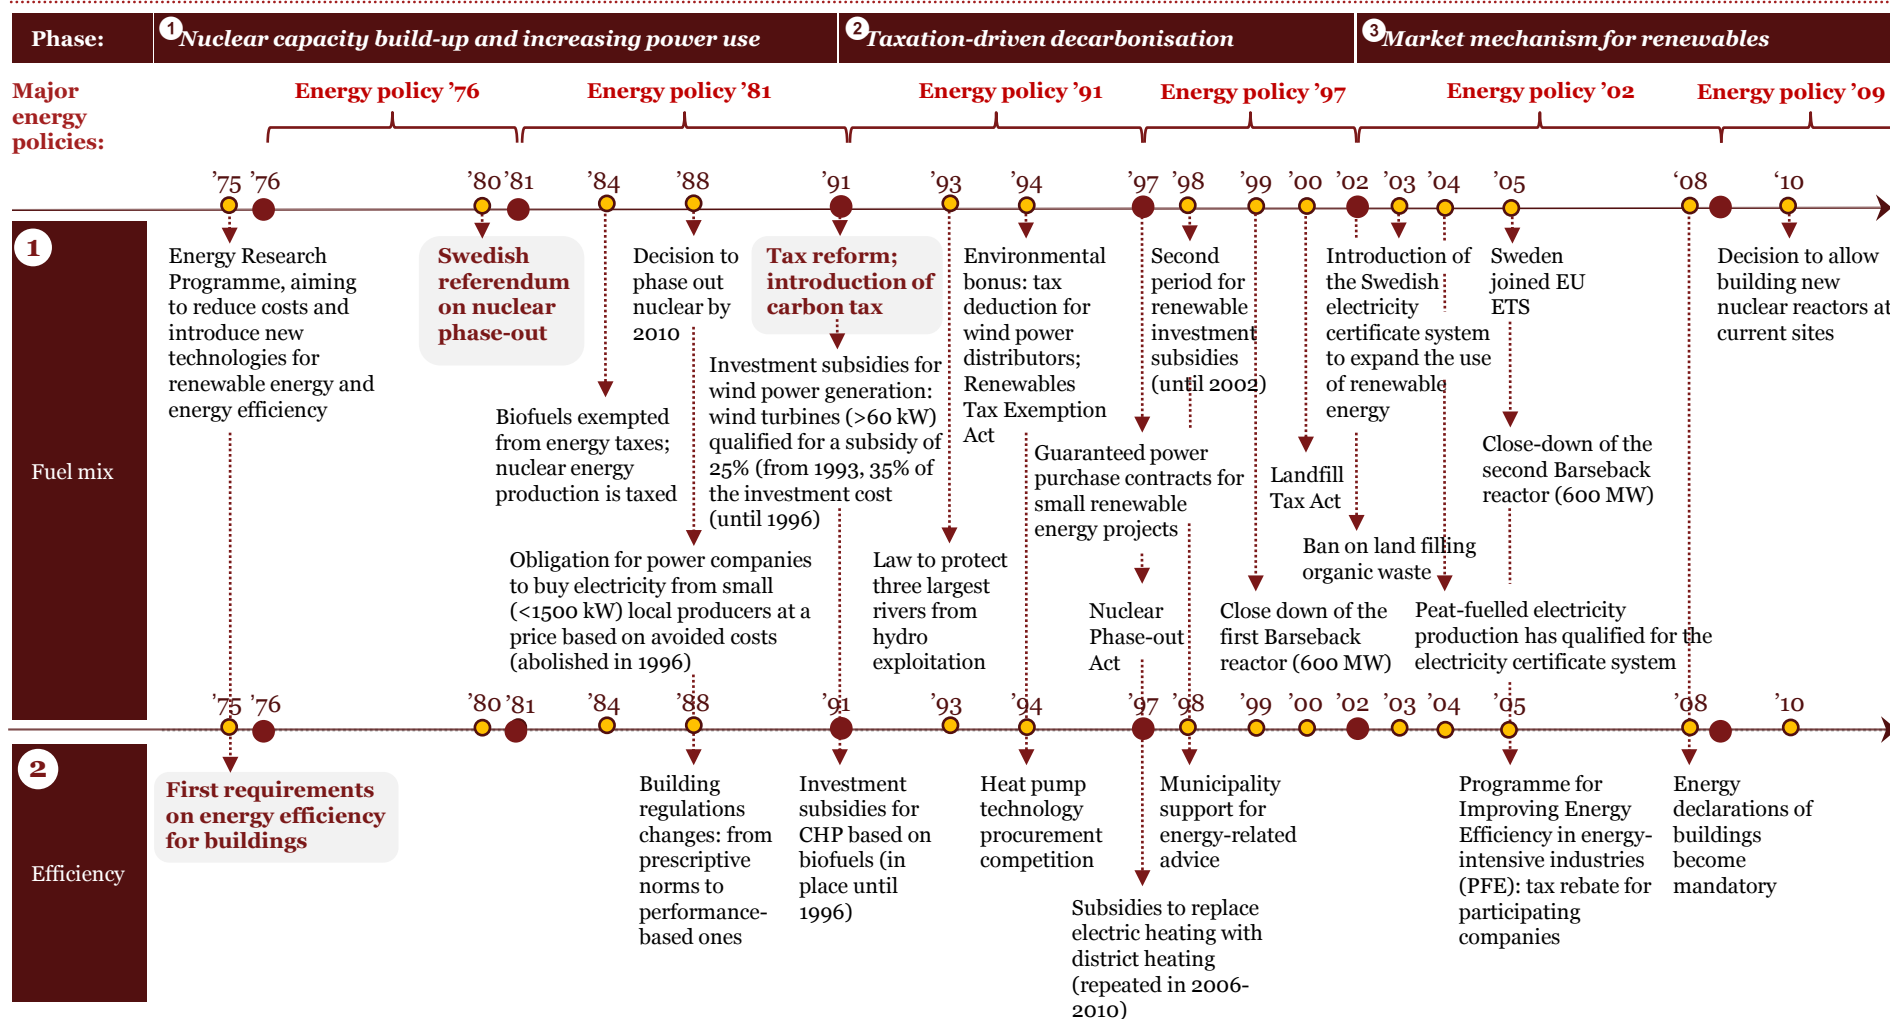 Phase:
1 Nuclear capacity build-up and increasing power use
2 Taxation-driven decarbonisation
3 Market mechanism for renewables
Major
energy
policies:
Energy policy ’76
Energy policy ’81
Energy policy ’91
Energy policy ’97
Energy policy ’02
Energy policy ’09
’75 ’76 ’80 ’81 ’84 ’88 ’91 ’93 ’94 ’97 ’98 ’99 ’00 ’02 ’03 ’04 ’05 ‘08 ’10
1
Fuel mix
Energy Research
Programme, aiming
to reduce costs and
introduce new
technologies for
renewable energy and
energy efficiency
Swedish
referendum
on nuclear
phase-out
Biofuels exempted
from energy taxes;
nuclear energy
production is taxed
Decision to
phase out
nuclear by
2010
Obligation for power companies
to buy electricity from small
(<1500 kW) local producers at a
price based on avoided costs
(abolished in 1996)
Tax reform;
introduction of
carbon tax
Investment subsidies for
wind power generation:
wind turbines (>60 kW)
qualified for a subsidy of
25% (from 1993, 35% of
the investment cost
(until 1996)
Law to protect
three largest
rivers from
hydro
exploitation
Environmental
bonus: tax
deduction for
wind power
distributors;
Renewables
Tax Exemption
Act
Guaranteed power
purchase contracts for
small renewable
energy projects
Nuclear
Phase-out
Act
Second
period for
renewable
investment
subsidies
(until 2002)
Close down of the
first Barseback
reactor (600 MW)
Landfill
Tax Act
Ban on land filling
organic waste
Introduction of
the Swedish
electricity
certificate system
to expand the use
of renewable
energy
Peat-fuelled electricity
production has qualified for the
electricity certificate system
Sweden
joined EU
ETS
Close-down of the
second Barseback
reactor (600 MW)
Decision to allow
building new
nuclear reactors at
current sites
’75 ’76 ’80 ’81 ’84 ’88 ’91 ’93 ’94 ’97 ’98 ’99 ’00 ’02 ’03 ’04 ’05 ’08 ’10
2
Efficiency
First requirements
on energy efficiency
for buildings
Building
regulations
changes: from
prescriptive
norms to
performance-
based ones
Investment
subsidies for
CHP based on
biofuels (in
place until
1996)
Heat pump
technology
procurement
competition
Subsidies to replace
electric heating with
district heating
(repeated in 2006-
2010)
Municipality
support for
energy-related
advice
Programme for
Improving Energy
Efficiency in energy-
intensive industries
(PFE): tax rebate for
participating
companies
Energy
declarations of
buildings
become
mandatory